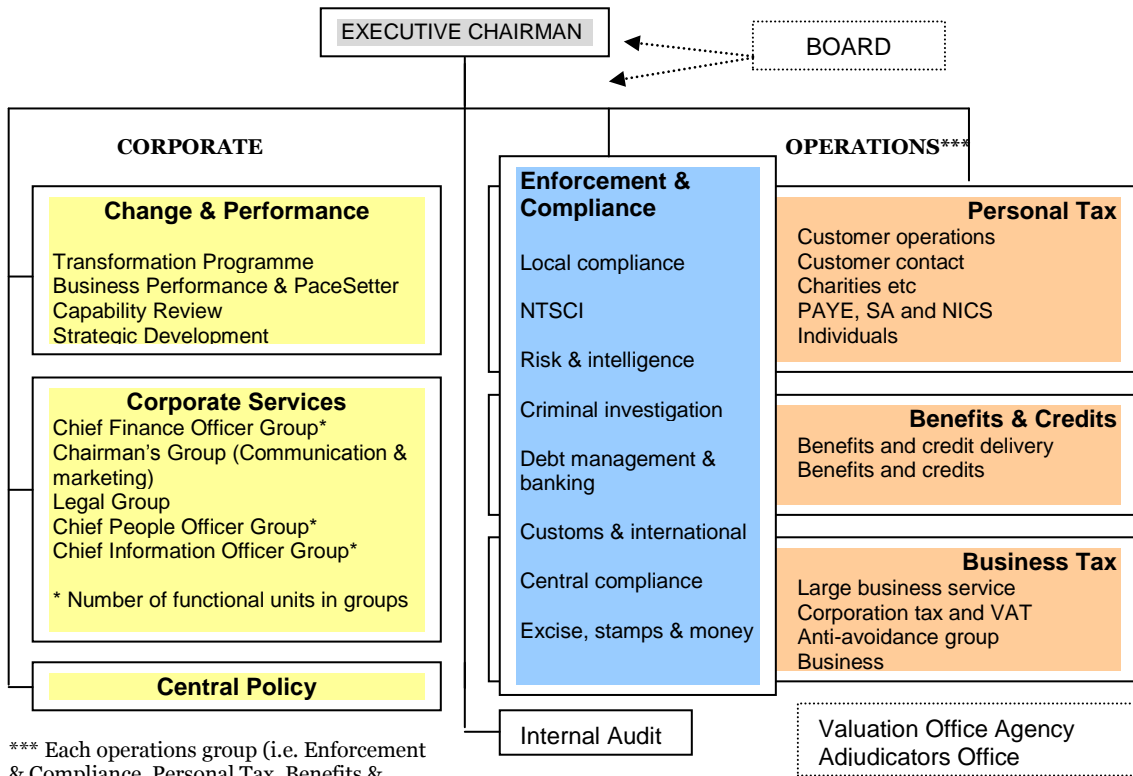 EXECUTIVE CHAIRMAN
BOARD
CORPORATE
OPERATIONS***
Change & Performance
Transformation Programme
Business Performance & PaceSetter
Capability Review
Strategic Development
Corporate Services
Chief Finance Officer Group*
Chairman's Group (Communication &
marketing)
Legal Group
Chief People Officer Group*
Chief Information Officer Group*
* Number of functional units in groups
Central Policy
Enforcement &
Compliance
Local compliance
NTSCI
Risk & intelligence
Criminal investigation
Debt management &
banking
Customs & international
Central compliance
Excise, stamps & money
Personal Tax
Customer operations
Customer contact
Charities etc
PAYE, SA and NICS
Individuals
Benefits & Credits
Benefits and credit delivery
Benefits and credits
Business Tax
Large business service
Corporation tax and VAT
Anti-avoidance group
Business
Internal Audit
Valuation Office Agency
Adjudicators Office
*** Each operations group (i.e. Enforcement
& Compliance, Personal Tax, Benefits &